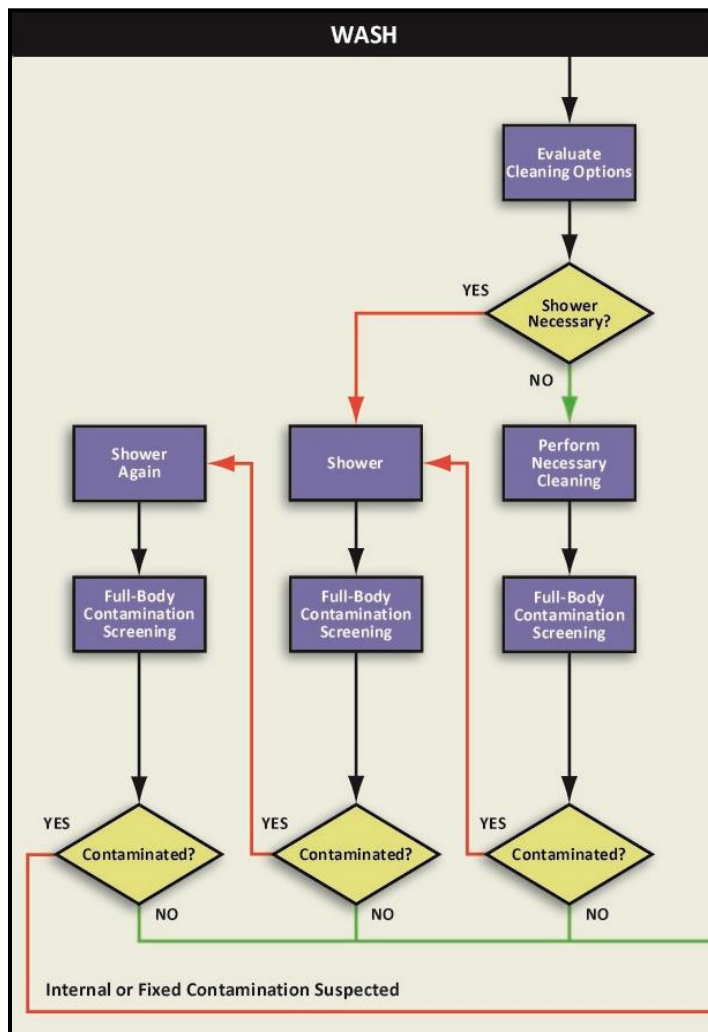 WASH
Evaluate
Cleaning Options
YES
Shower
Necessary?
NO
Shower
Again
Shower
Perform
Necessary
Cleaning
Full-Body
Contamination
Screening
Full-Body
Contamination
Screening
Full-Body
Contamination
Screening
YES
Contaminated?
NO
YES
Contaminated?
NO
YES
Contaminated?
NO
Internal or Fixed Contamination Suspected